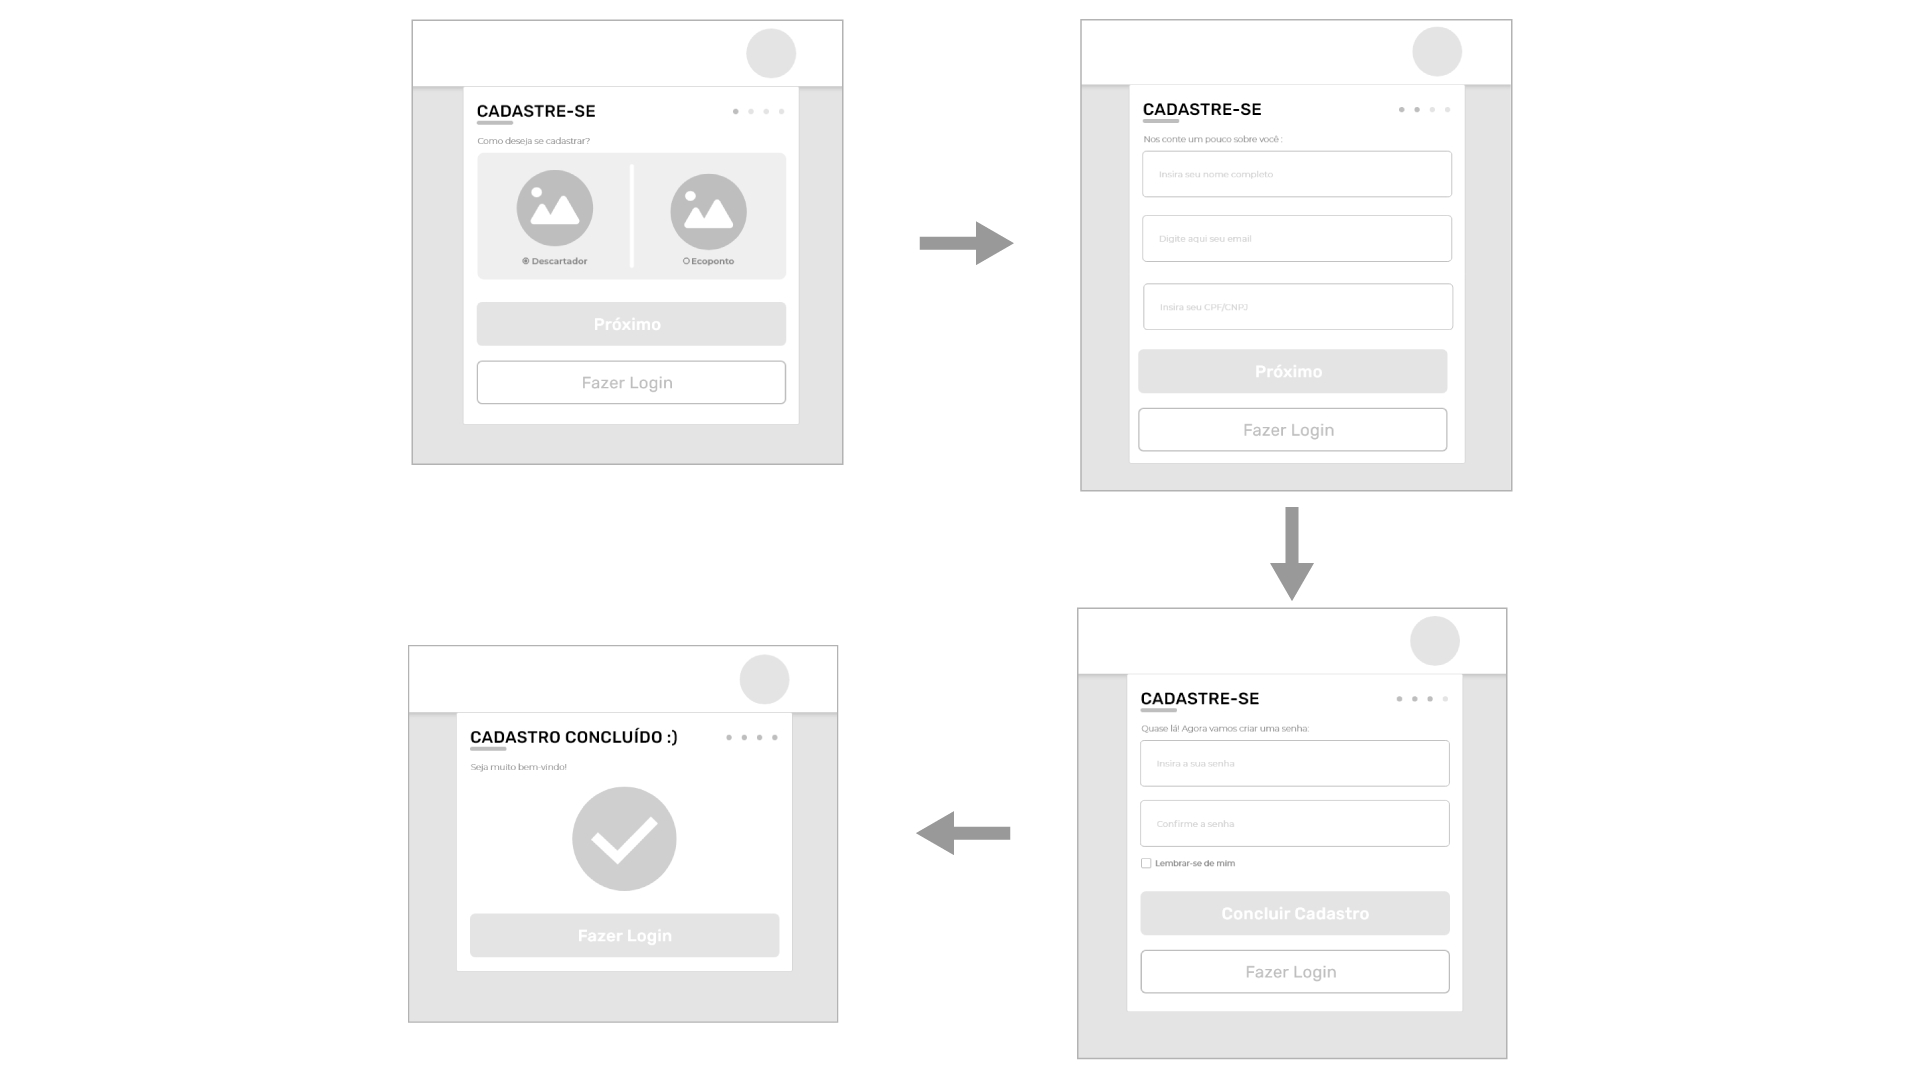 CADASTRE-SE
Como deseja se cadastrar?
Descartador
Ecoponto
Próximo
Fazer Login
CADASTRE-SE
Nos conte um pouco sobre você :
Insira seu nome completo
Digite aqui seu email
Insira seu CPF/CNPJ
Próximo
Fazer Login
CADASTRE-SE
Quase lá! Agora vamos criar uma senha:
Insira a sua senha
Confirme a senha
Lembrar-se de mim
Concluir Cadastro
Fazer Login
CADASTRO CONCLUÍDO :)
Seja muito bem-vindo!
Fazer Login